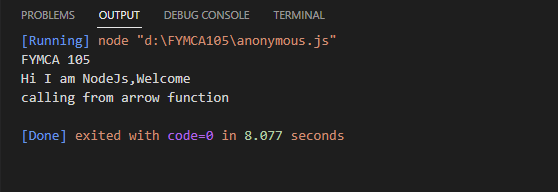 PROBLEMS OUTPUT DEBUG CONSOLE TERMINAL
[Running] node "d:\FYMCA105\anonymous.js"
FYMCA 105
Hi I am NodeJs,Welcome
calling from arrow function
[Done] exited with code=0 in 8.077 seconds